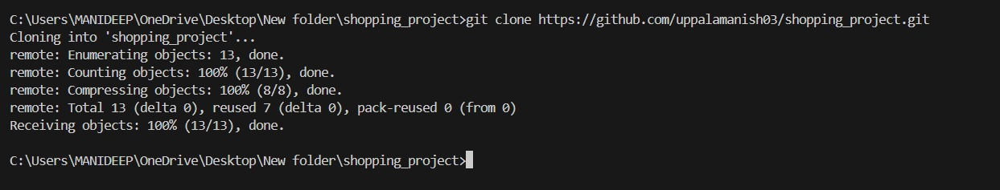 C:\Users\MANIDEEP\OneDrive\Desktop\New folder\shopping_project>git clone https://github.com/uppalamanish03/shopping_project.git
Cloning into 'shopping_project'...
remote: Enumerating objects: 13, done.
remote: Counting objects: 100% (13/13), done.
remote: Compressing objects: 100% (8/8), done.
remote: Total 13 (delta 0), reused 7 (delta 0), pack-reused 0 (from 0)
Receiving objects: 100% (13/13), done.
C:\Users\MANIDEEP\OneDrive\Desktop\New folder\shopping_project>